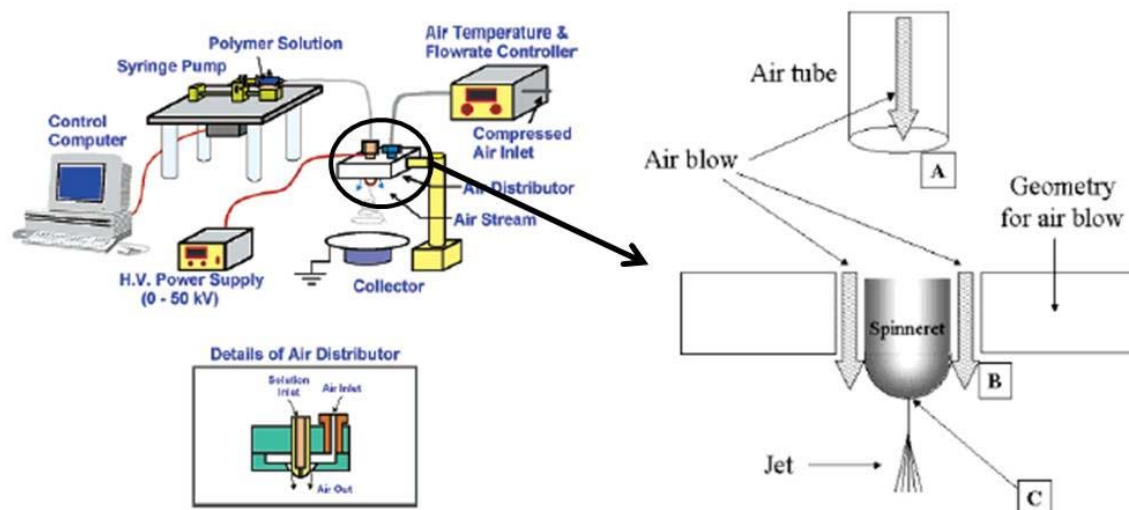 Polymer Solution
Syringe Pump
Air Temperature &
Flowrate Controller
Control
Computer
Compressed
Air Inlet
Air Distributor
Air Stream
H.V. Power Supply
(0 - 50 kV)
Collector
Details of Air Distributor
Solution
Inlet
Air Inlet
Air Out
Air tube
A
Air blow
Geometry
for air blow
Spinneret
B
Jet
C